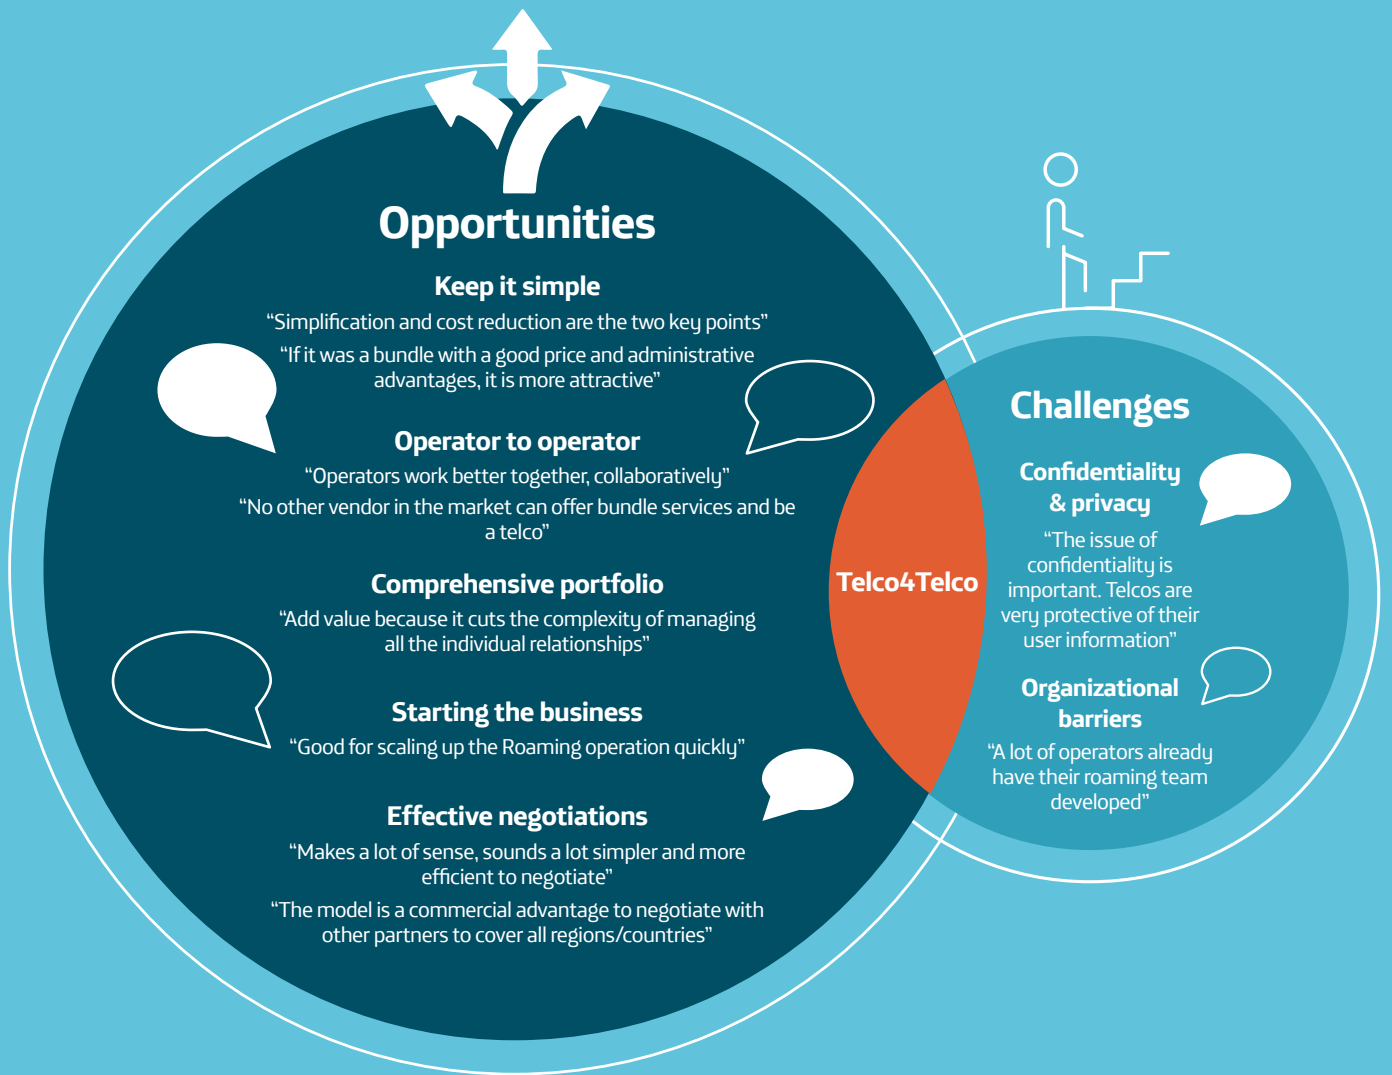 Opportunities
Keep it simple
“Simplification and cost reduction are the two key points”
“If it was a bundle with a good price and administrative
advantages, it is more attractive”
Operator to operator
“Operators work better together, collaboratively”
“No other vendor in the market can offer bundle services and be
a telco”
Comprehensive portfolio
“Add value because it cuts the complexity of managing
all the individual relationships”
Starting the business
“Good for scaling up the Roaming operation quickly”
Effective negotiations
“Makes a lot of sense, sounds a lot simpler and more
efficient to negotiate”
“The model is a commercial advantage to negotiate with
other partners to cover all regions/countries”
Telco4Telco
Challenges
Confidentiality
& privacy
“The issue of
confidentiality is
important. Telcos are
very protective of their
user information”
Organizational
barriers
“A lot of operators already
have their roaming team
developed”